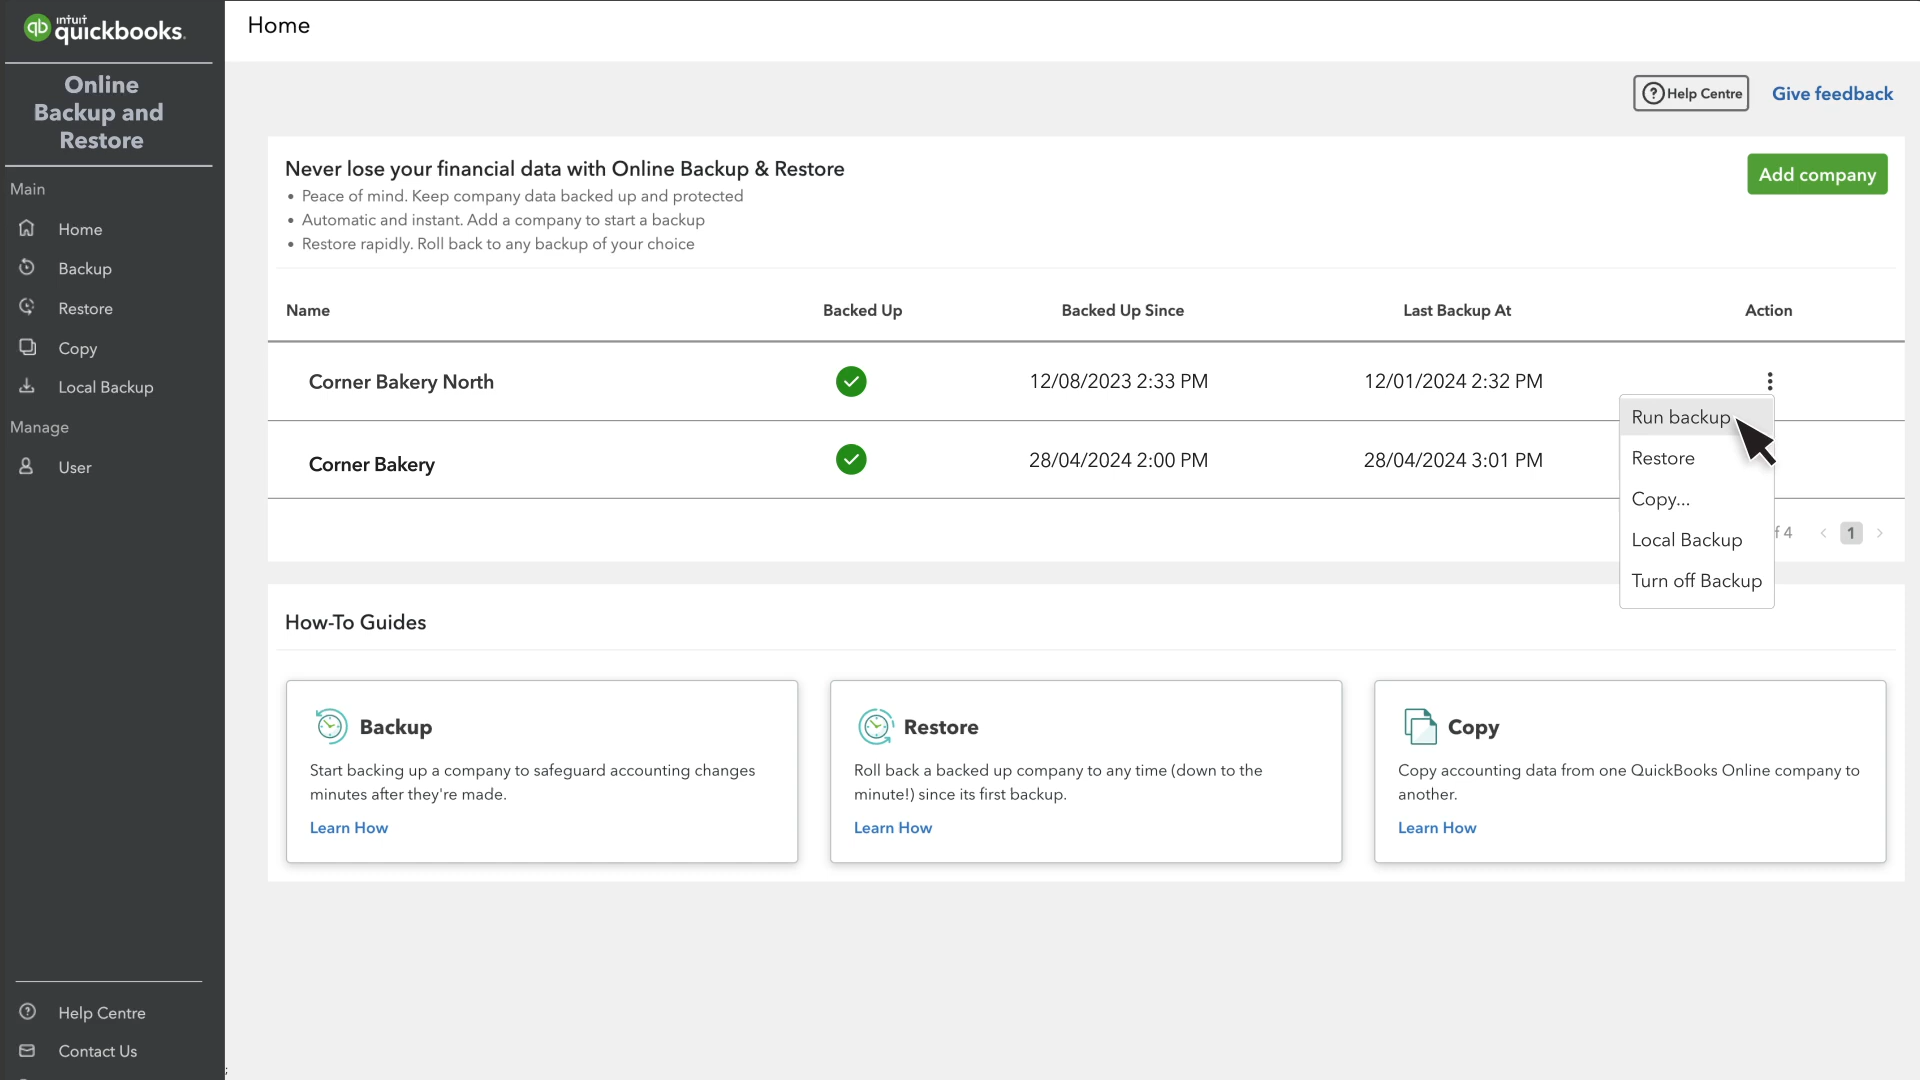 intuit
quickbooks.
Online
Backup and
Restore
Main
Home
Backup
Restore
Copy
Local Backup
Manage
User
Help Centre
Contact Us
Home
Help Centre
Give feedback
Never lose your financial data with Online Backup & Restore
• Peace of mind. Keep company data backed up and protected
• Automatic and instant. Add a company to start a backup
• Restore rapidly. Roll back to any backup of your choice
Add company
Name Backed Up Backed Up Since Last Backup At Action
Corner Bakery North 12/08/2023 2:33 PM 12/01/2024 2:32 PM
Corner Bakery 28/04/2024 2:00 PM 28/04/2024 3:01 PM
Run backup
Restore
Copy...
Local Backup
Turn off Backup
4 < 1 >
How-To Guides
Backup
Start backing up a company to safeguard accounting changes
minutes after they're made.
Learn How
Restore
Roll back a backed up company to any time (down to the
minute!) since its first backup.
Learn How
Copy
Copy accounting data from one QuickBooks Online company to
another.
Learn How